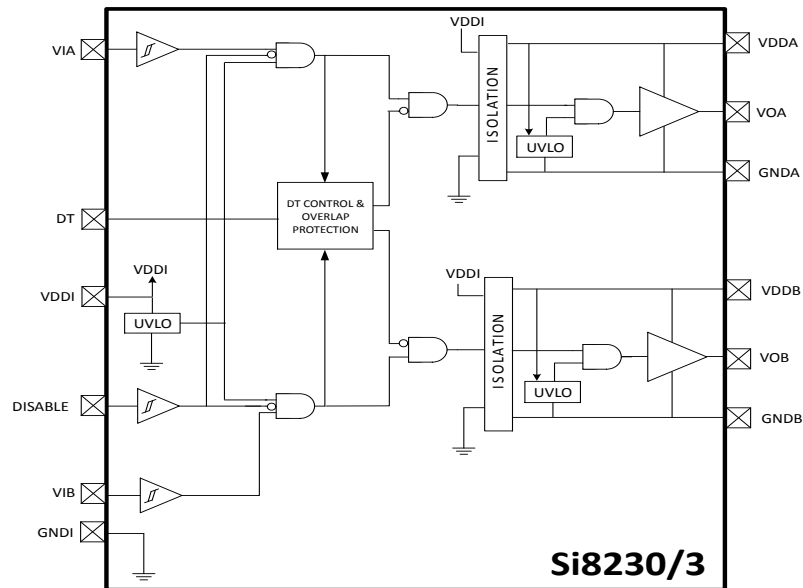 VDDI
VIA
VDDA
ISOLATION
VOA
UVLO
GNDA
DT CONTROL &
OVERLAP
PROTECTION
DT
VDDI
VDDI
VDDI
VDDB
UVLO
ISOLATION
VOB
UVLO
DISABLE
GNDB
VIB
GNDI
Si8230/3